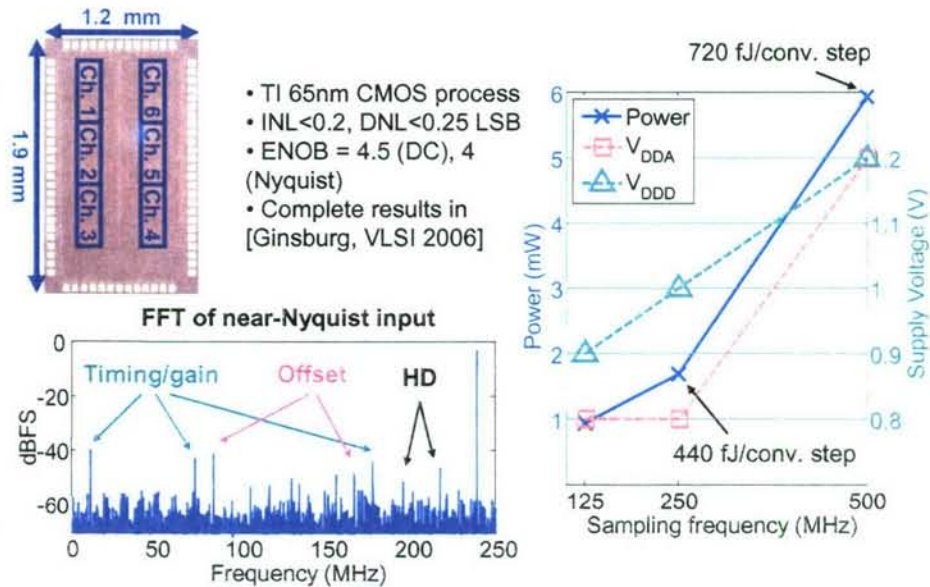 1.2 mm
1.9 mm
Ch. 1 Ch. 2 Ch. 3
Ch. 6 Ch. 5 Ch. 4
• TI 65nm CMOS process
• INL<0.2, DNL<0.25 LSB
• ENOB = 4.5 (DC), 4
(Nyquist)
• Complete results in
[Ginsburg, VLSI 2006]
FFT of near-Nyquist input
Timing/gain
Offset
HD
dBFS
0
-20
-40
-60
0 50 100 150 200 250
Frequency (MHz)
720 fJ/conv. step
Power
V_DDA
V_DDD
Power (mW)
6
5
4
3
2
1
Supply Voltage (V)
1.2
1.1
1
0.9
0.8
440 fJ/conv. step
125 250 500
Sampling frequency (MHz)